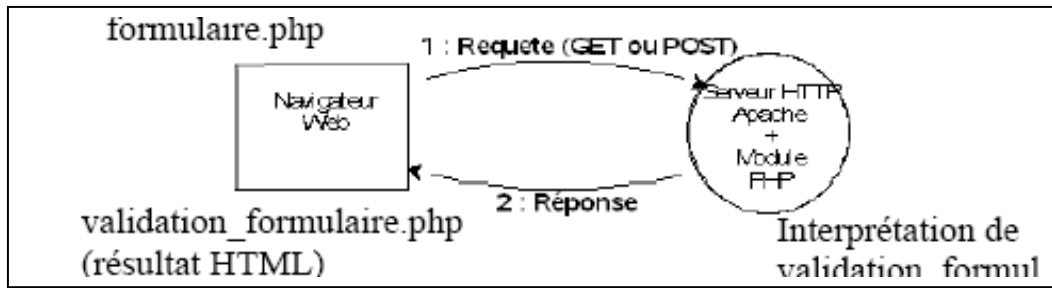 formulaire.php
1 : Requete (GET ou POST)
Navigateur
Web
Serveur HTTP
Apache
+
Module
PHP
2 : Réponse
validation_formulaire.php
(résultat HTML)
Interprétation de
validation_formul